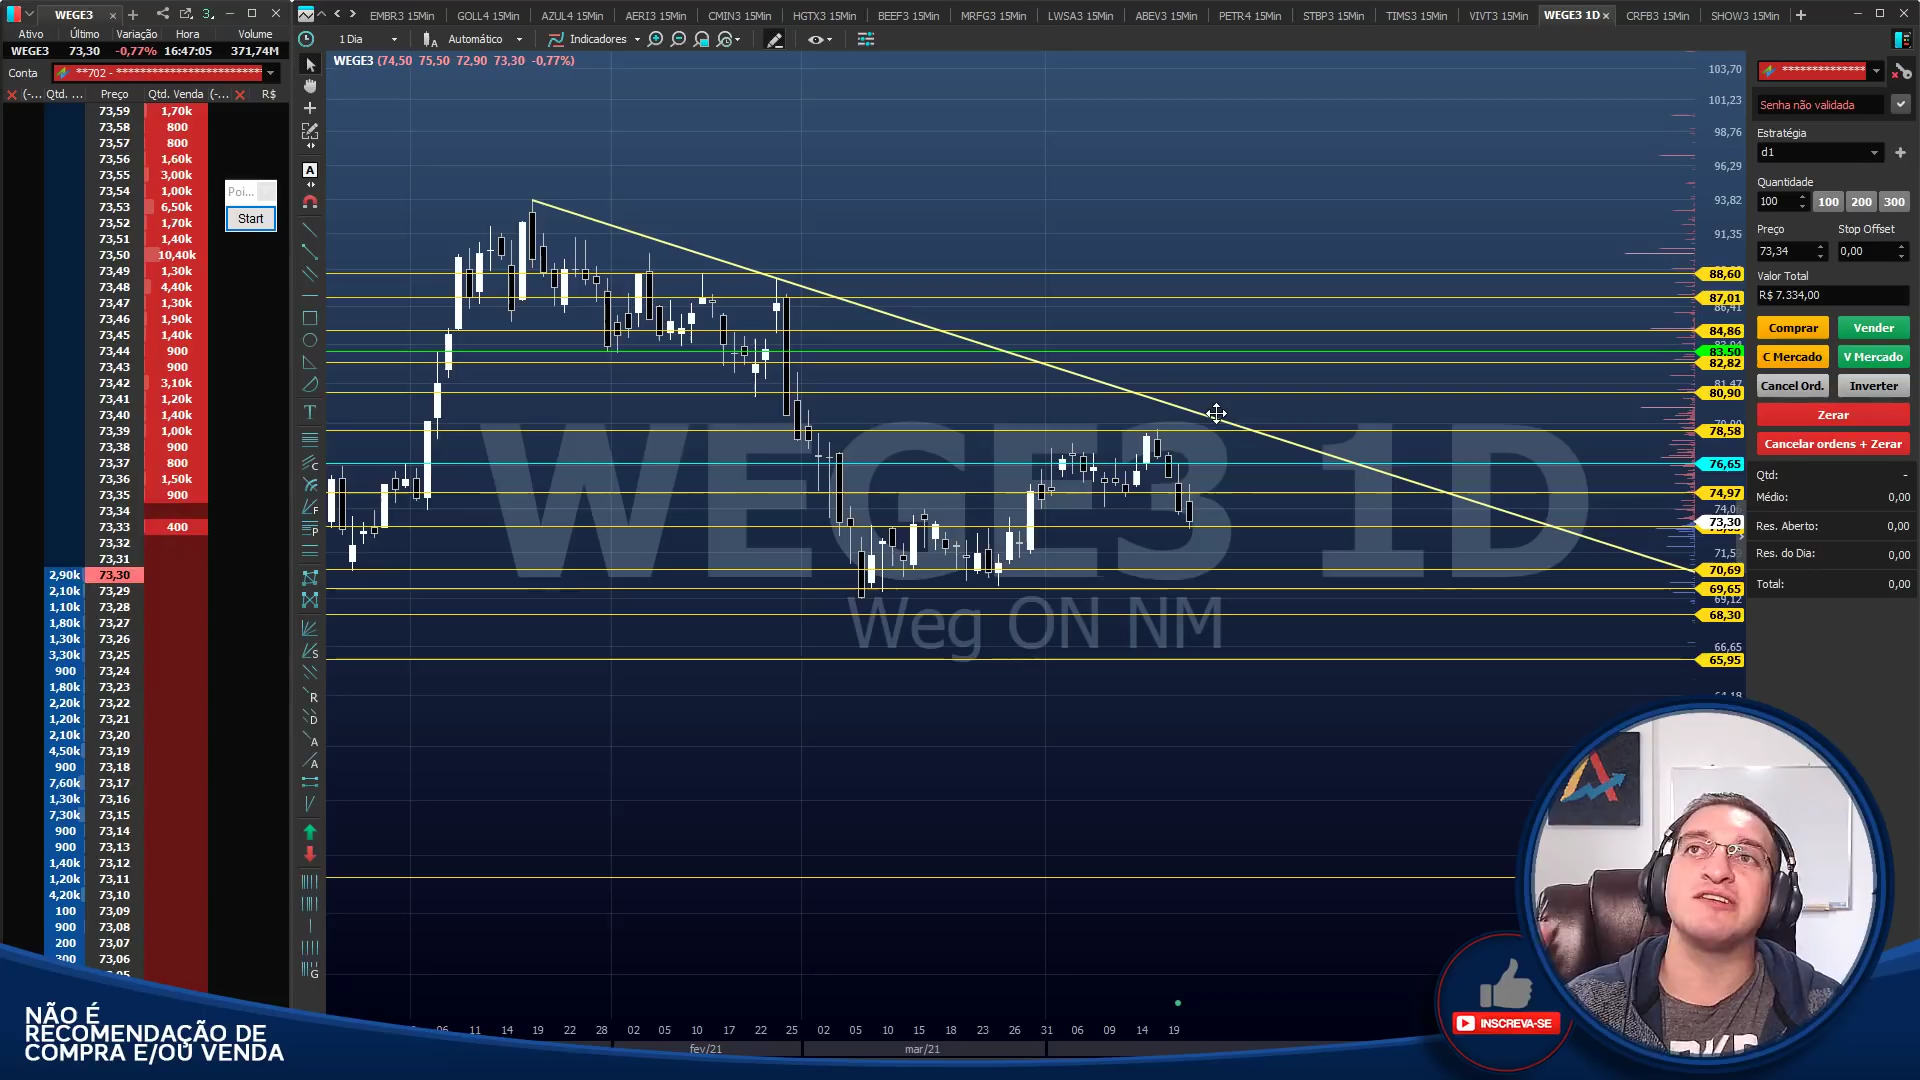 WEGE3
3
EMBR3 15Min GOLL4 15Min AZUL4 15Min AERI3 15Min CMIN3 15Min HGTX3 15Min BEEF3 15Min MRFG3 15Min LWSA3 15Min ABEV3 15Min PETR4 15Min STBP3 15Min TIMS3 15Min VIVT3 15Min WEGE3 1D CRFB3 15Min SHOW3 15Min
Ativo Último Variação Hora Volume
WEGE3 73,30 -0,77% 16:47:05 371,74M
1 Dia Automático Indicadores
Conta **702 - **************************
(-... Qtd. ... Preço Qtd. Venda (-... R$
WEGE3 (74,50 75,50 72,90 73,30 -0,77%)
73,59 1,70k
73,58 800
73,57 800
73,56 1,60k
73,55 3,00k
73,54 1,00k
73,53 6,50k
73,52 1,70k
73,51 1,40k
73,50 10,40k
73,49 1,30k
73,48 4,40k
73,47 1,30k
73,46 1,90k
73,45 1,40k
73,44 900
73,43 900
73,42 3,10k
73,41 1,20k
73,40 1,40k
73,39 1,00k
73,38 900
73,37 800
73,36 1,50k
73,35 900
73,34
73,33 400
73,32
73,31
2,90k 73,30
2,10k 73,29
1,10k 73,28
1,80k 73,27
1,30k 73,26
3,30k 73,25
900 73,24
1,80k 73,23
2,20k 73,22
1,20k 73,21
2,10k 73,20
4,50k 73,19
900 73,18
7,60k 73,17
1,30k 73,16
7,30k 73,15
900 73,14
900 73,13
1,40k 73,12
1,20k 73,11
4,20k 73,10
100 73,09
900 73,08
200 73,07
300 73,06
Poi...
Start
WEGE3 1D
Weg ON NM
103,70
101,23
98,76
96,29
93,82
91,35
88,60
87,01
86,41
84,86
83,50
82,82
81,47
80,90
78,58
76,65
74,97
74,06
73,30
70,69
69,65
69,12
68,30
66,65
65,95
06 11 14 19 22 28 02 05 10 17 22 25 02 05 10 15 18 23 26 31 06 09 14 19
fev/21 mar/21
***************
Senha não validada
Estratégia
d1
Quantidade
100 100 200 300
Preço Stop Offset
73,34 0,00
Valor Total
R$ 7.334,00
Comprar Vender
C Mercado V Mercado
Cancel Ord. Inverter
Zerar
Cancelar ordens + Zerar
Qtd: -
Médio: 0,00
Res. Aberto: 0,00
Res. do Dia: 0,00
Total: 0,00
NÃO É
RECOMENDAÇÃO DE
COMPRA E/OU VENDA
INSCREVA-SE